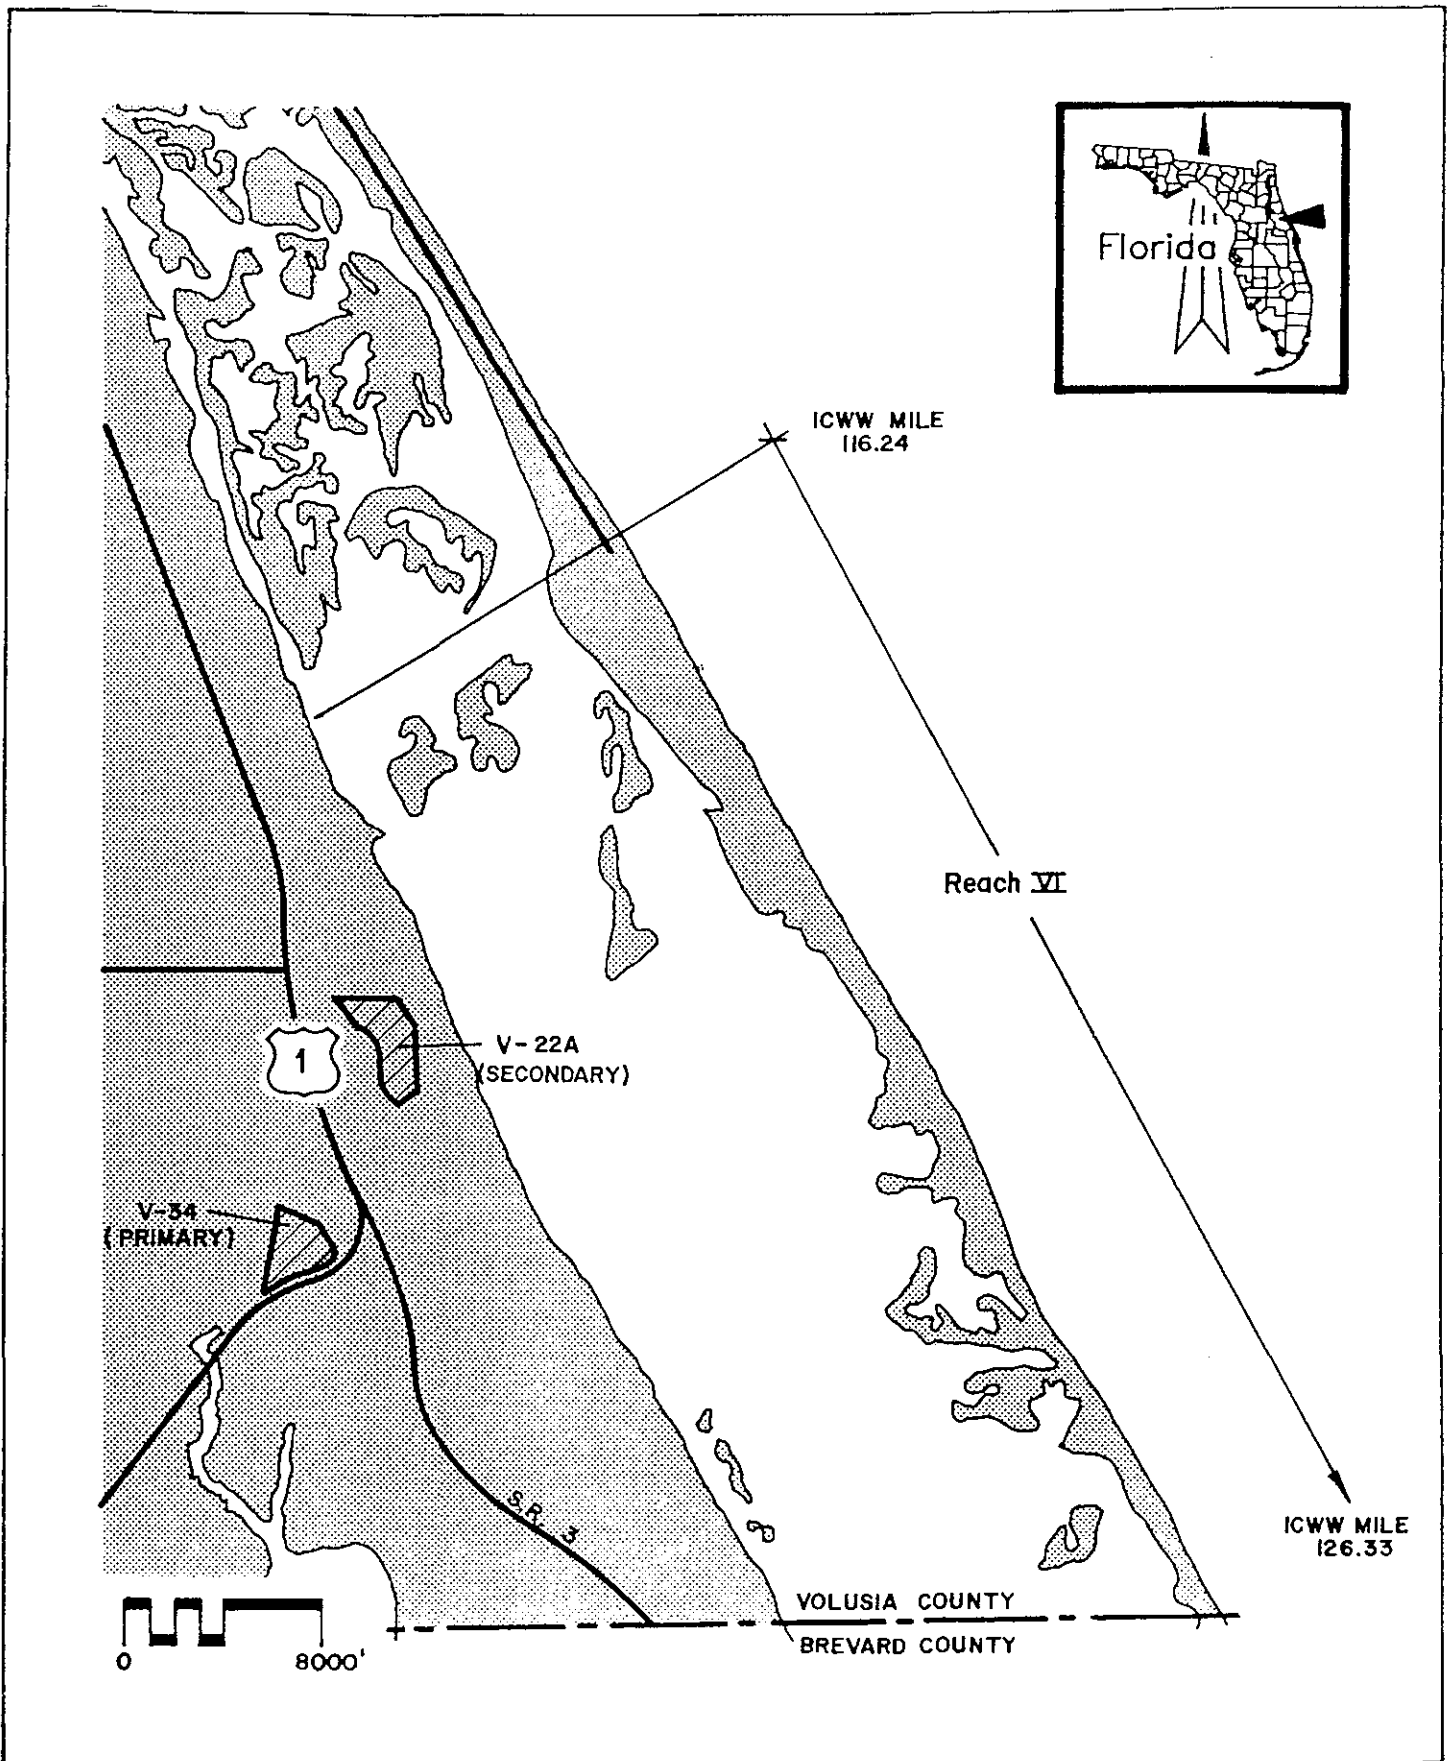 Florida
ICWW MILE
116.24
Reach VI
1
V-22A
(SECONDARY)
V-34
(PRIMARY)
S.R. 3
ICWW MILE
126.33
VOLUSIA COUNTY
BREVARD COUNTY
0 8000'